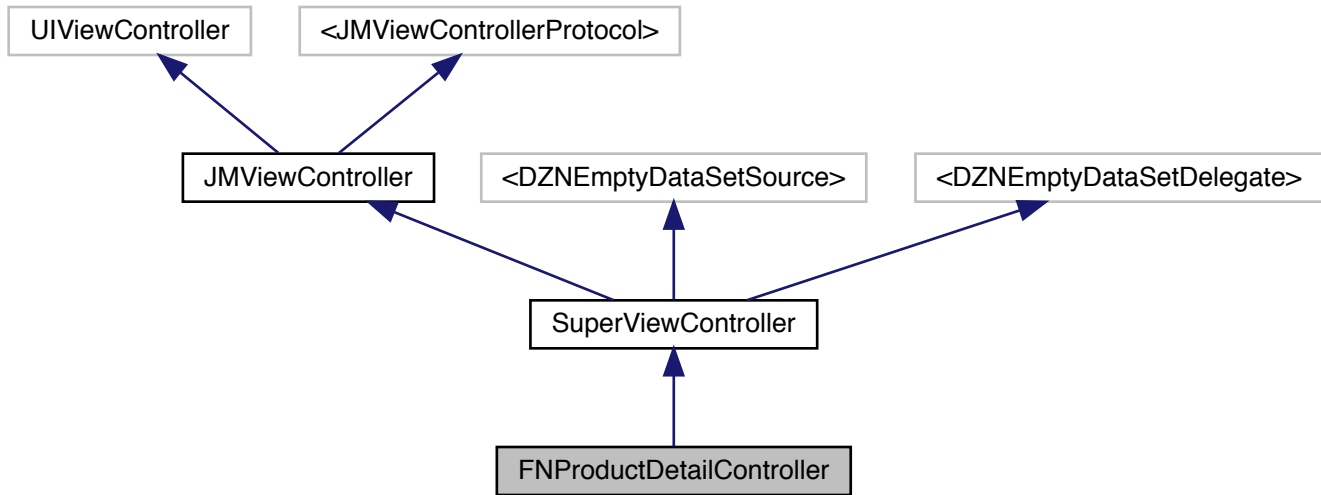 UIViewController
<JMViewControllerProtocol>
JMViewController
<DZNEmptyDataSetSource>
<DZNEmptyDataSetDelegate>
SuperViewController
FNProductDetailController